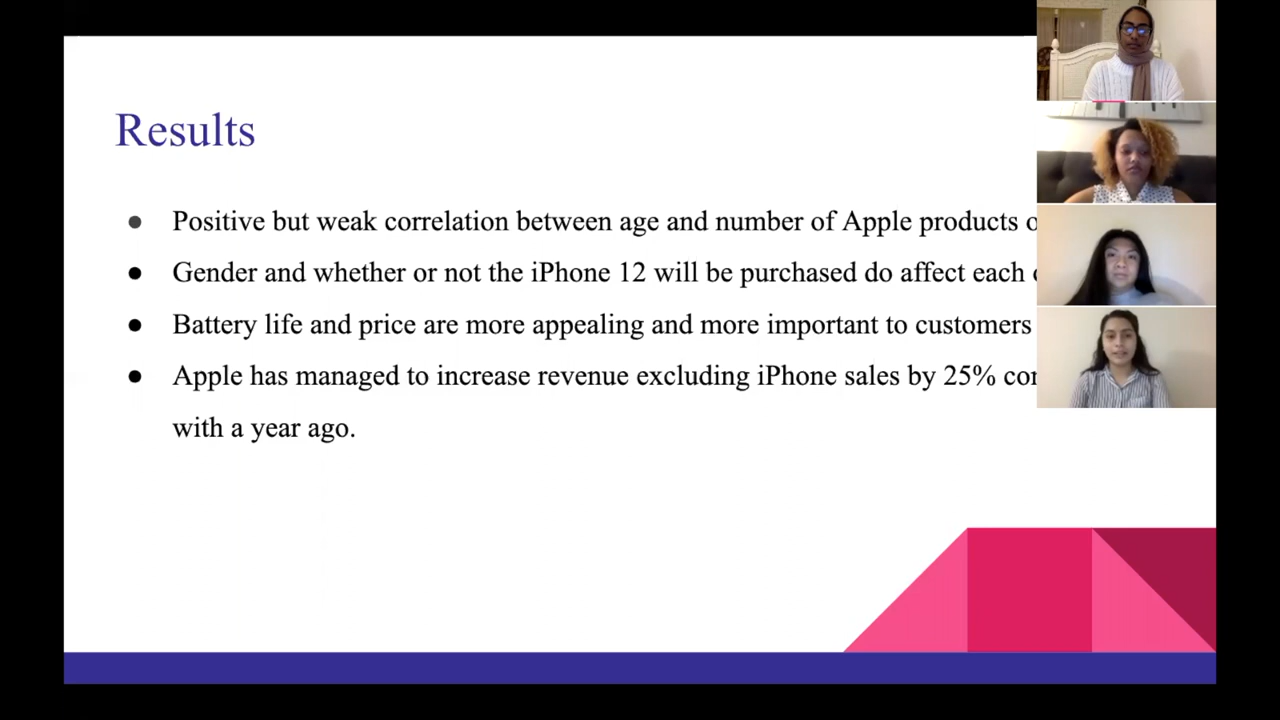 Results
Positive but weak correlation between age and number of Apple products
Gender and whether or not the iPhone 12 will be purchased do affect each
Battery life and price are more appealing and more important to customers
Apple has managed to increase revenue excluding iPhone sales by 25%
with a year ago.